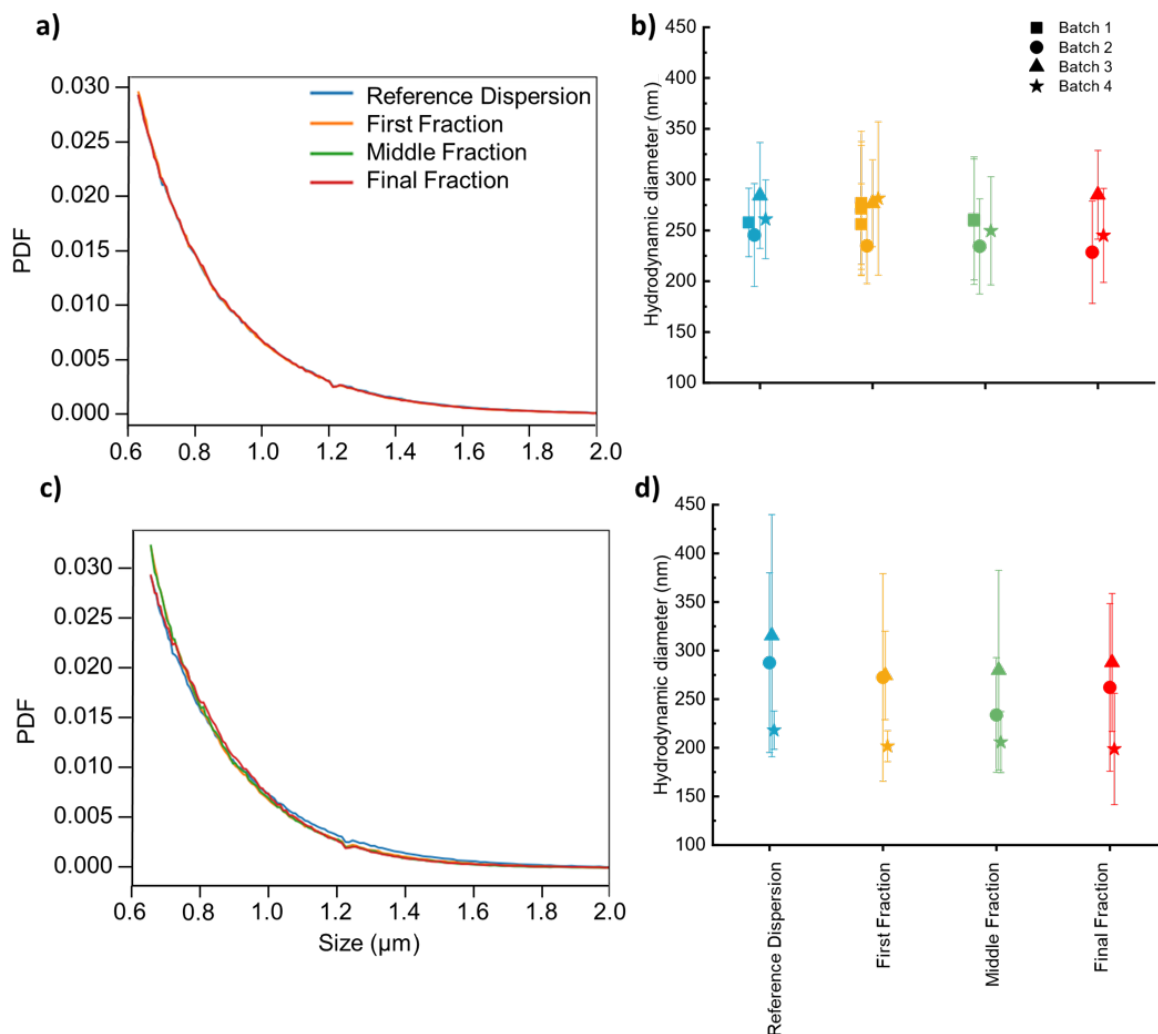 a)
0.030
0.025
0.020
0.015
0.010
0.005
0.000
PDF
0.6 0.8 1.0 1.2 1.4 1.6 1.8 2.0
Reference Dispersion
First Fraction
Middle Fraction
Final Fraction
b)
450
400
350
300
250
200
150
100
Hydrodynamic diameter (nm)
Batch 1
Batch 2
Batch 3
Batch 4
c)
0.030
0.025
0.020
0.015
0.010
0.005
0.000
PDF
0.6 0.8 1.0 1.2 1.4 1.6 1.8 2.0
Size (µm)
d)
450
400
350
300
250
200
150
100
Hydrodynamic diameter (nm)
Reference Dispersion
First Fraction
Middle Fraction
Final Fraction